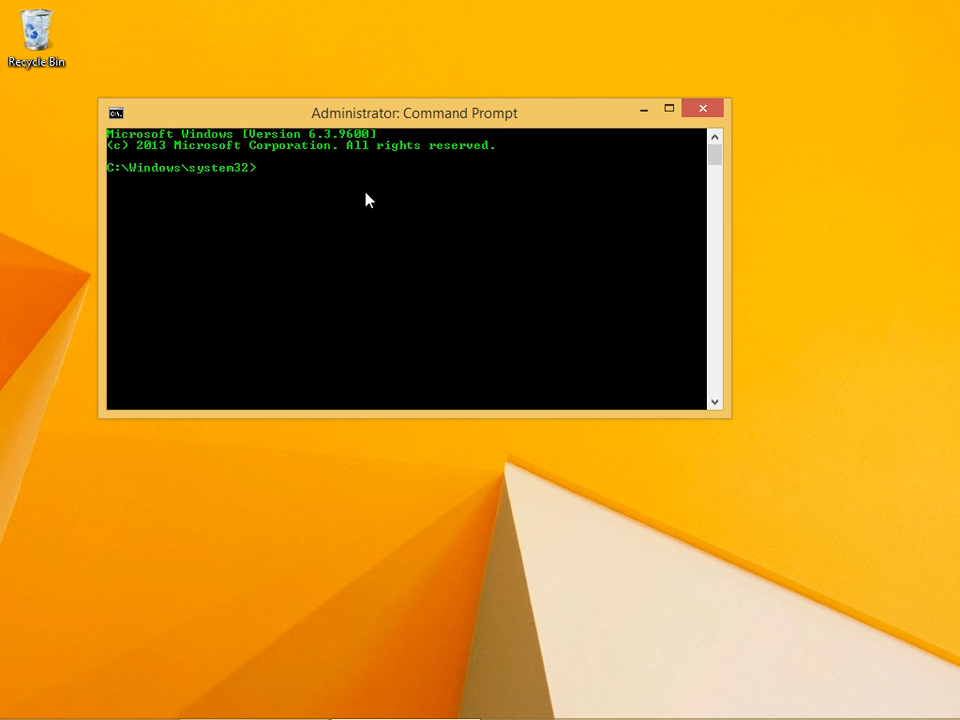 Recycle Bin
Administrator: Command Prompt
Microsoft Windows [Version 6.3.9600]
(c) 2013 Microsoft Corporation. All rights reserved.
C:\Windows\system32>